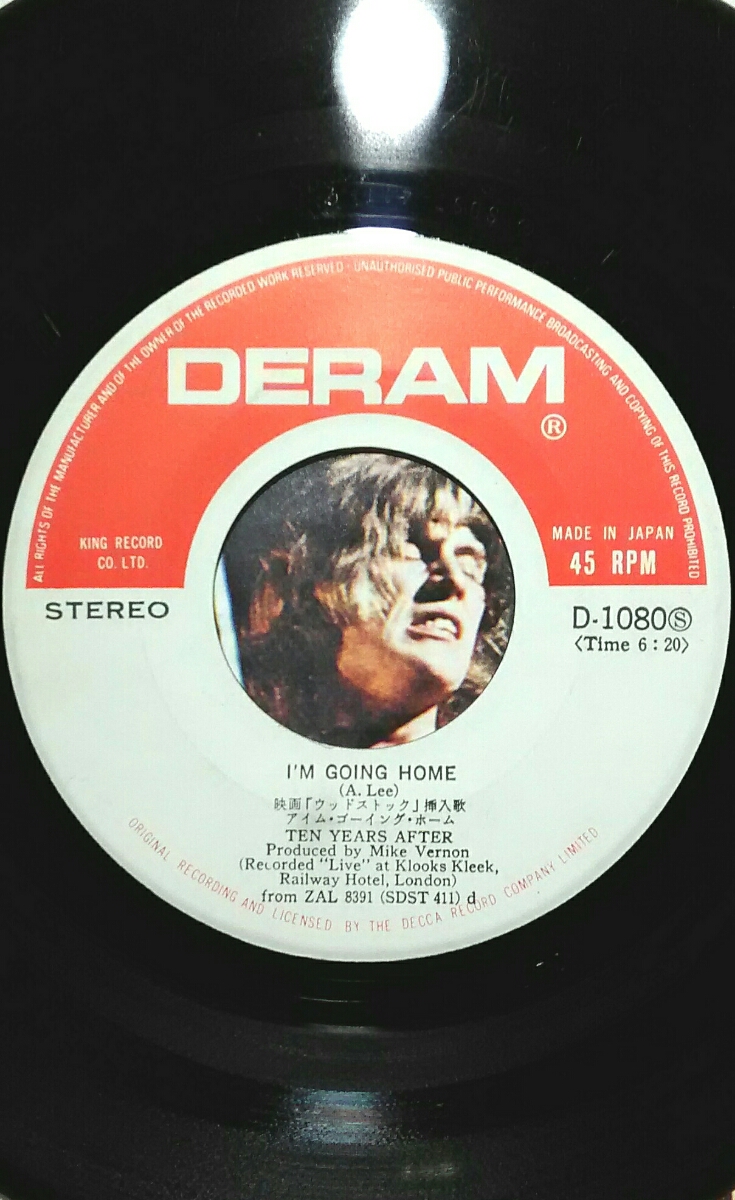 ALL RIGHTS OF THE MANUFACTURER AND OF THE OWNER OF THE RECORDED WORK RESERVED · UNAUTHORISED PUBLIC PERFORMANCE BROADCASTING AND COPYING OF THIS RECORD PROHIBITED
DERAM
®
KING RECORD
CO. LTD.
MADE IN JAPAN
45 RPM
STEREO
D-1080Ⓢ
〈Time 6:20〉
I'M GOING HOME
(A. Lee)
映画「ウッドストック」挿入歌
アイム・ゴーイング・ホーム
TEN YEARS AFTER
Produced by Mike Vernon
(Recorded "Live" at Klooks Kleek,
Railway Hotel, London)
from ZAL 8391 (SDST 411) d
ORIGINAL RECORDING AND LICENSED BY THE DECCA RECORD COMPANY LIMITED